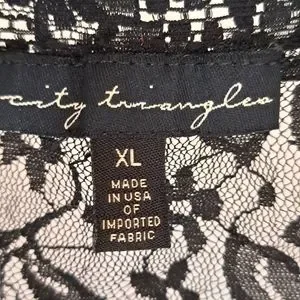 city triangles
XL
MADE
IN USA
OF
IMPORTED
FABRIC